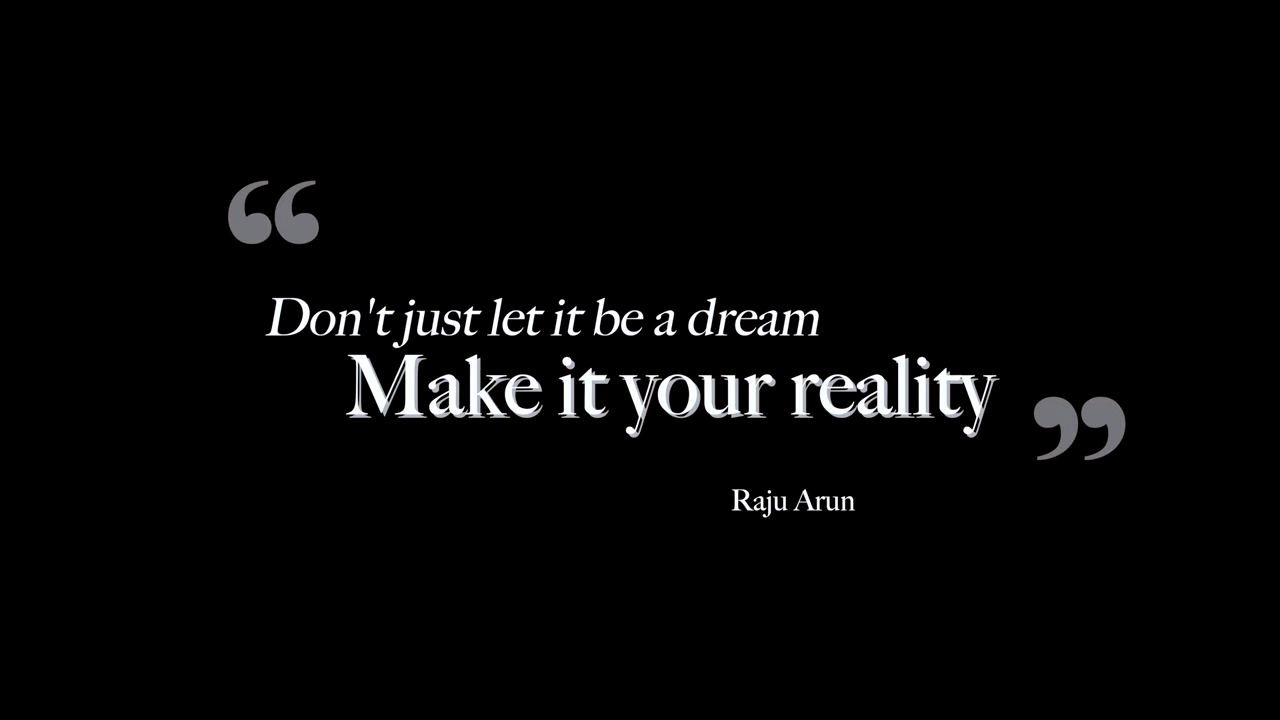 “
Don't just let it be a dream
Make it your reality
”
Raju Arun